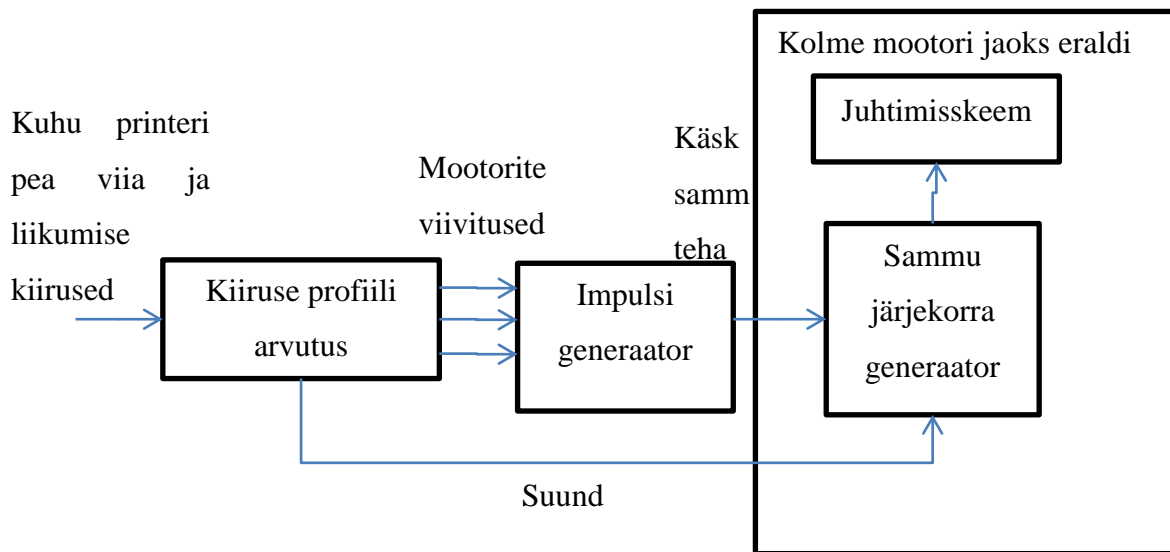 Kuhu printeri
pea viia ja
liikumise
kiirused
Kiiruse profiili
arvutus
Mootorite
viivitused
Impulsi
generaator
Käsk
samm
teha
Kolme mootori jaoks eraldi
Juhtimisskeem
Sammu
järjekorra
generaator
Suund